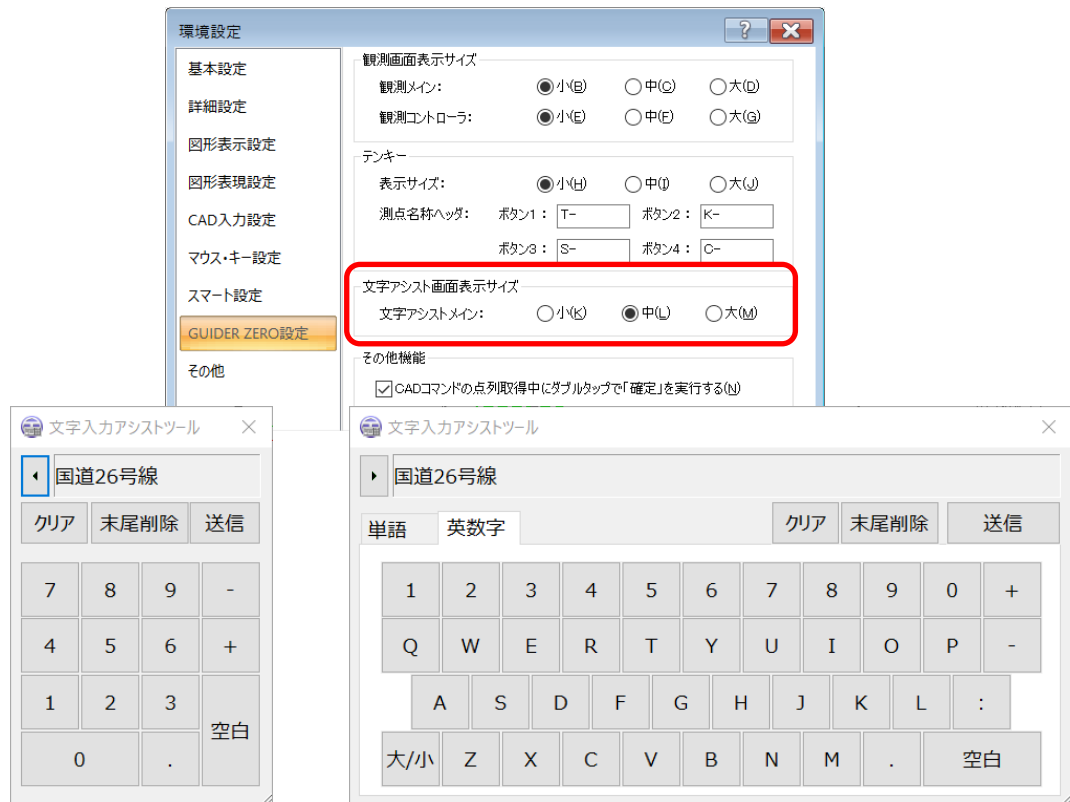 環境設定
基本設定
詳細設定
図形表示設定
図形表現設定
CAD入力設定
マウス・キー設定
スマート設定
GUIDER ZERO設定
その他
観測画面表示サイズ
観測メイン: 小(B) 中(C) 大(D)
観測コントローラ: 小(E) 中(F) 大(G)
テンキー
表示サイズ: 小(H) 中(I) 大(J)
測点名称ヘッダ: ボタン1: T- ボタン2: K-
ボタン3: S- ボタン4: C-
文字アシスト画面表示サイズ
文字アシストメイン: 小(K) 中(L) 大(M)
その他機能
CADコマンドの点列取得中にダブルタップで「確定」を実行する(N)
文字入力アシストツール
国道26号線
クリア 末尾削除 送信
7 8 9 -
4 5 6 +
1 2 3 空白
0 .
文字入力アシストツール
国道26号線
単語 英数字 クリア 末尾削除 送信
1 2 3 4 5 6 7 8 9 0 +
Q W E R T Y U I O P -
A S D F G H J K L :
大/小 Z X C V B N M . 空白